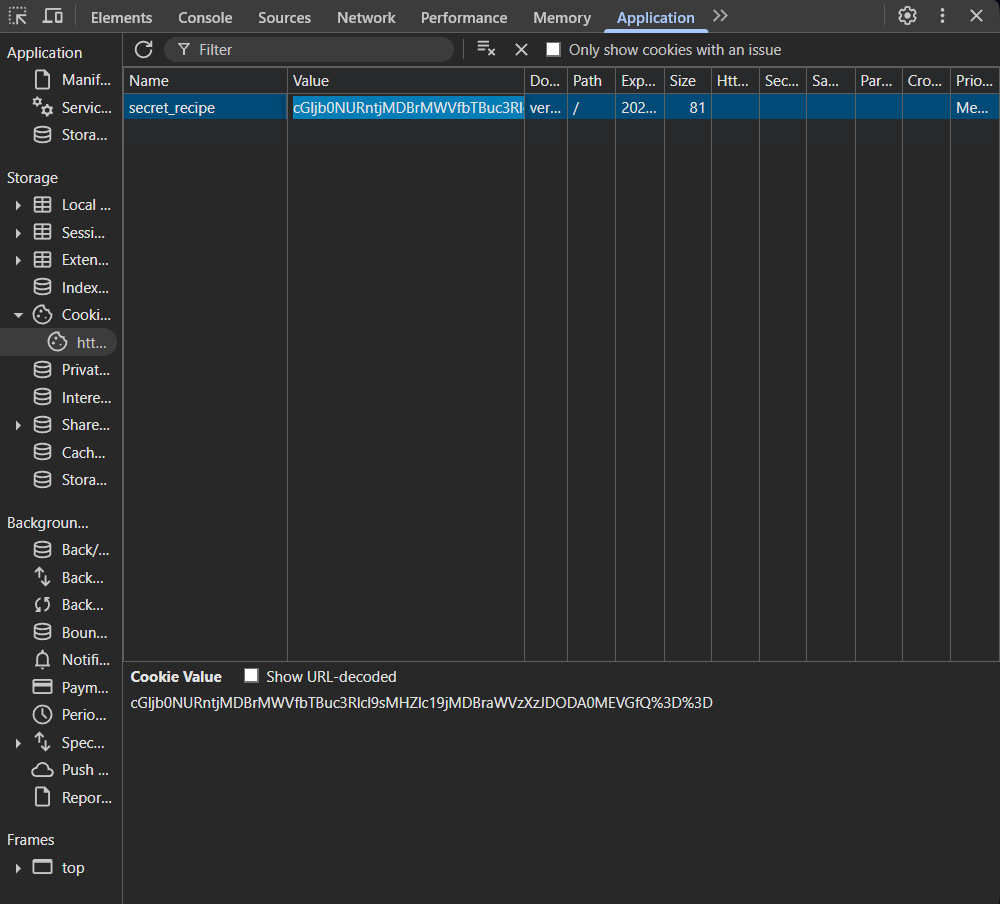 Elements Console Sources Network Performance Memory Application
Application
Manif...
Servic...
Stora...
Storage
Local ...
Sessi...
Exten...
Index...
Cooki...
htt...
Privat...
Intere...
Share...
Cach...
Stora...
Backgroun...
Back/...
Back...
Back...
Boun...
Notifi...
Paym...
Perio...
Spec...
Push ...
Repor...
Frames
top
Filter Only show cookies with an issue
Name Value Do... Path Exp... Size Htt... Sec... Sa... Par... Cro... Prio...
secret_recipe cGljb0NURntjMDBrMWVfbTBuc3Rl ver... / 202... 81 Me...
Cookie Value Show URL-decoded
cGljb0NURntjMDBrMWVfbTBuc3Rlcl9sMHZlc19jMDBraWVzXzJDODA0MEVGfQ%3D%3D